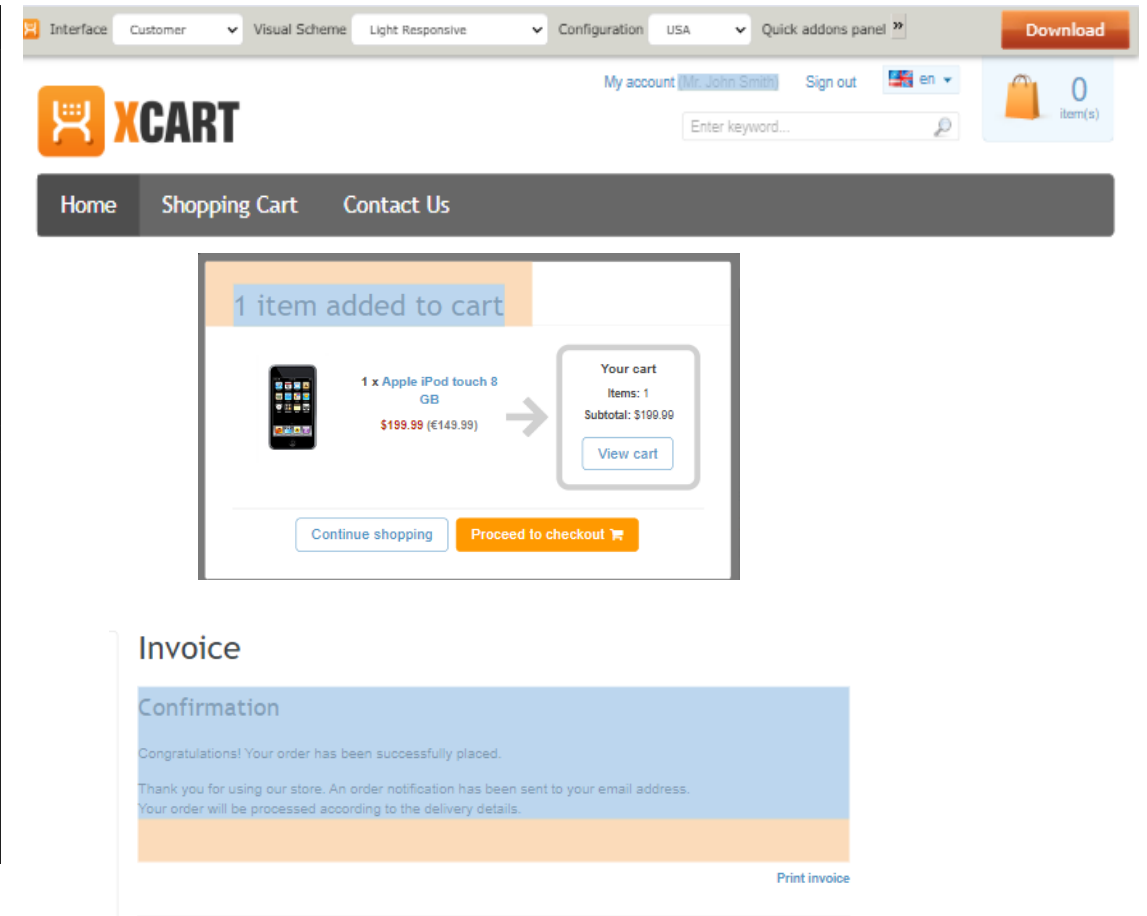 Interface Customer Visual Scheme Light Responsive Configuration USA Quick addons panel » Download
My account (Mr. John Smith) Sign out en
0
item(s)
XCART
Enter keyword...
Home Shopping Cart Contact Us
1 item added to cart
1 x Apple iPod touch 8
GB
$199.99 (€149.99)
Your cart
Items: 1
Subtotal: $199.99
View cart
Continue shopping Proceed to checkout
Invoice
Confirmation
Congratulations! Your order has been successfully placed.
Thank you for using our store. An order notification has been sent to your email address.
Your order will be processed according to the delivery details.
Print invoice